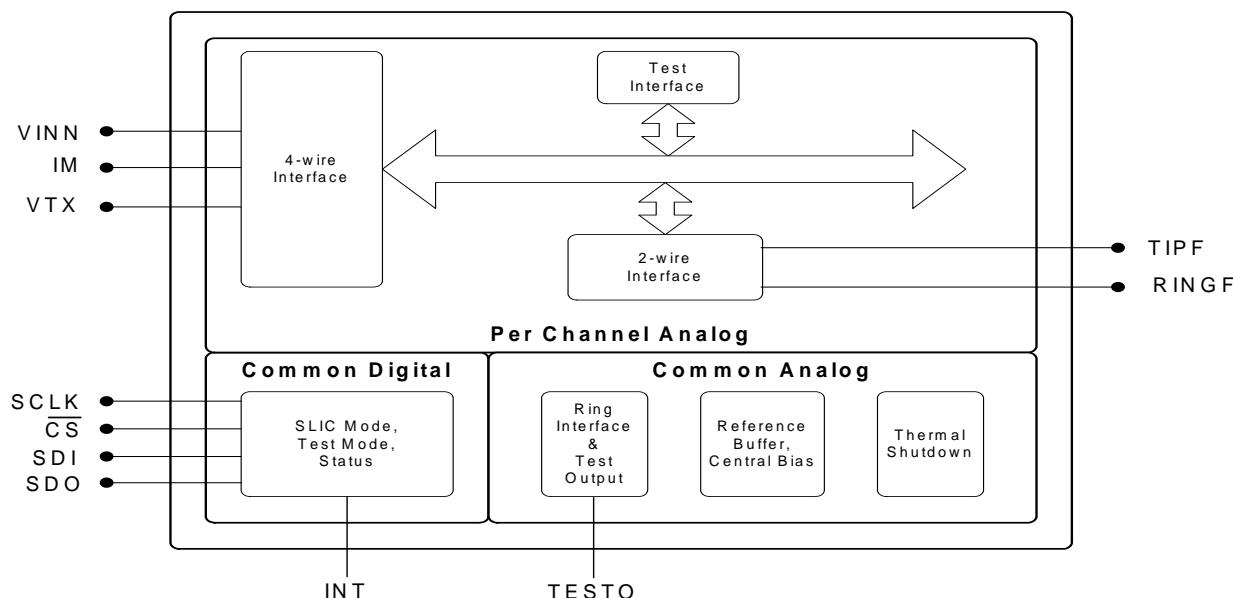 Test
Interface
VINN
IM
VTX
4-wire
Interface
2-wire
Interface
TIPF
RINGF
Per Channel Analog
Common Digital
Common Analog
SCLK
CS
SDI
SDO
SLIC Mode,
Test Mode,
Status
Ring
Interface
&
Test
Output
Reference
Buffer,
Central Bias
Thermal
Shutdown
INT
TESTO